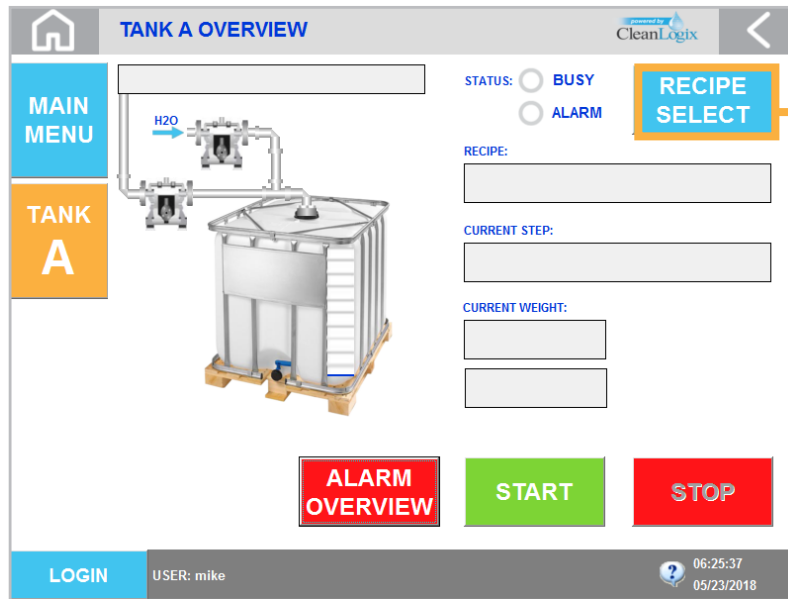 TANK A OVERVIEW
powered by
CleanLogix
MAIN
MENU
H2O
STATUS:
BUSY
ALARM
RECIPE
SELECT
RECIPE:
TANK
A
CURRENT STEP:
CURRENT WEIGHT:
ALARM
OVERVIEW
START
STOP
LOGIN
USER: mike
?
06:25:37
05/23/2018